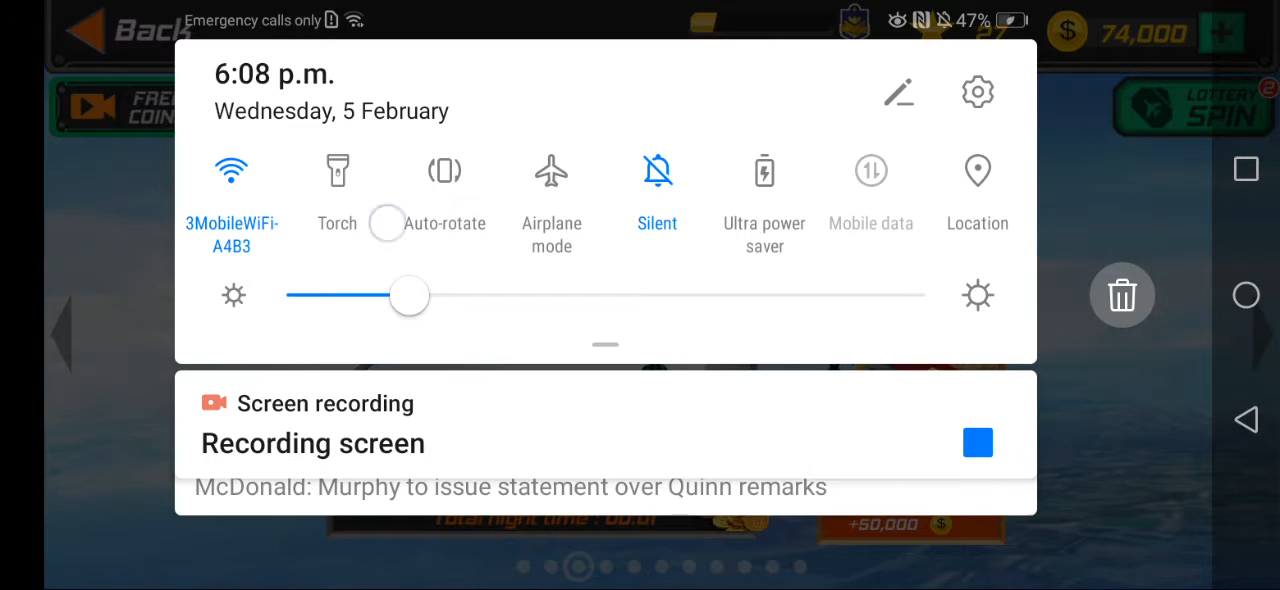 Emergency calls only
47%
Back
27
74,000
6:08 p.m.
Wednesday, 5 February
FREE
COIN
LOTTERY
SPIN
2
3MobileWiFi-
A4B3
Torch
Auto-rotate
Airplane
mode
Silent
Ultra power
saver
Mobile data
Location
Screen recording
Recording screen
McDonald: Murphy to issue statement over Quinn remarks
+50,000